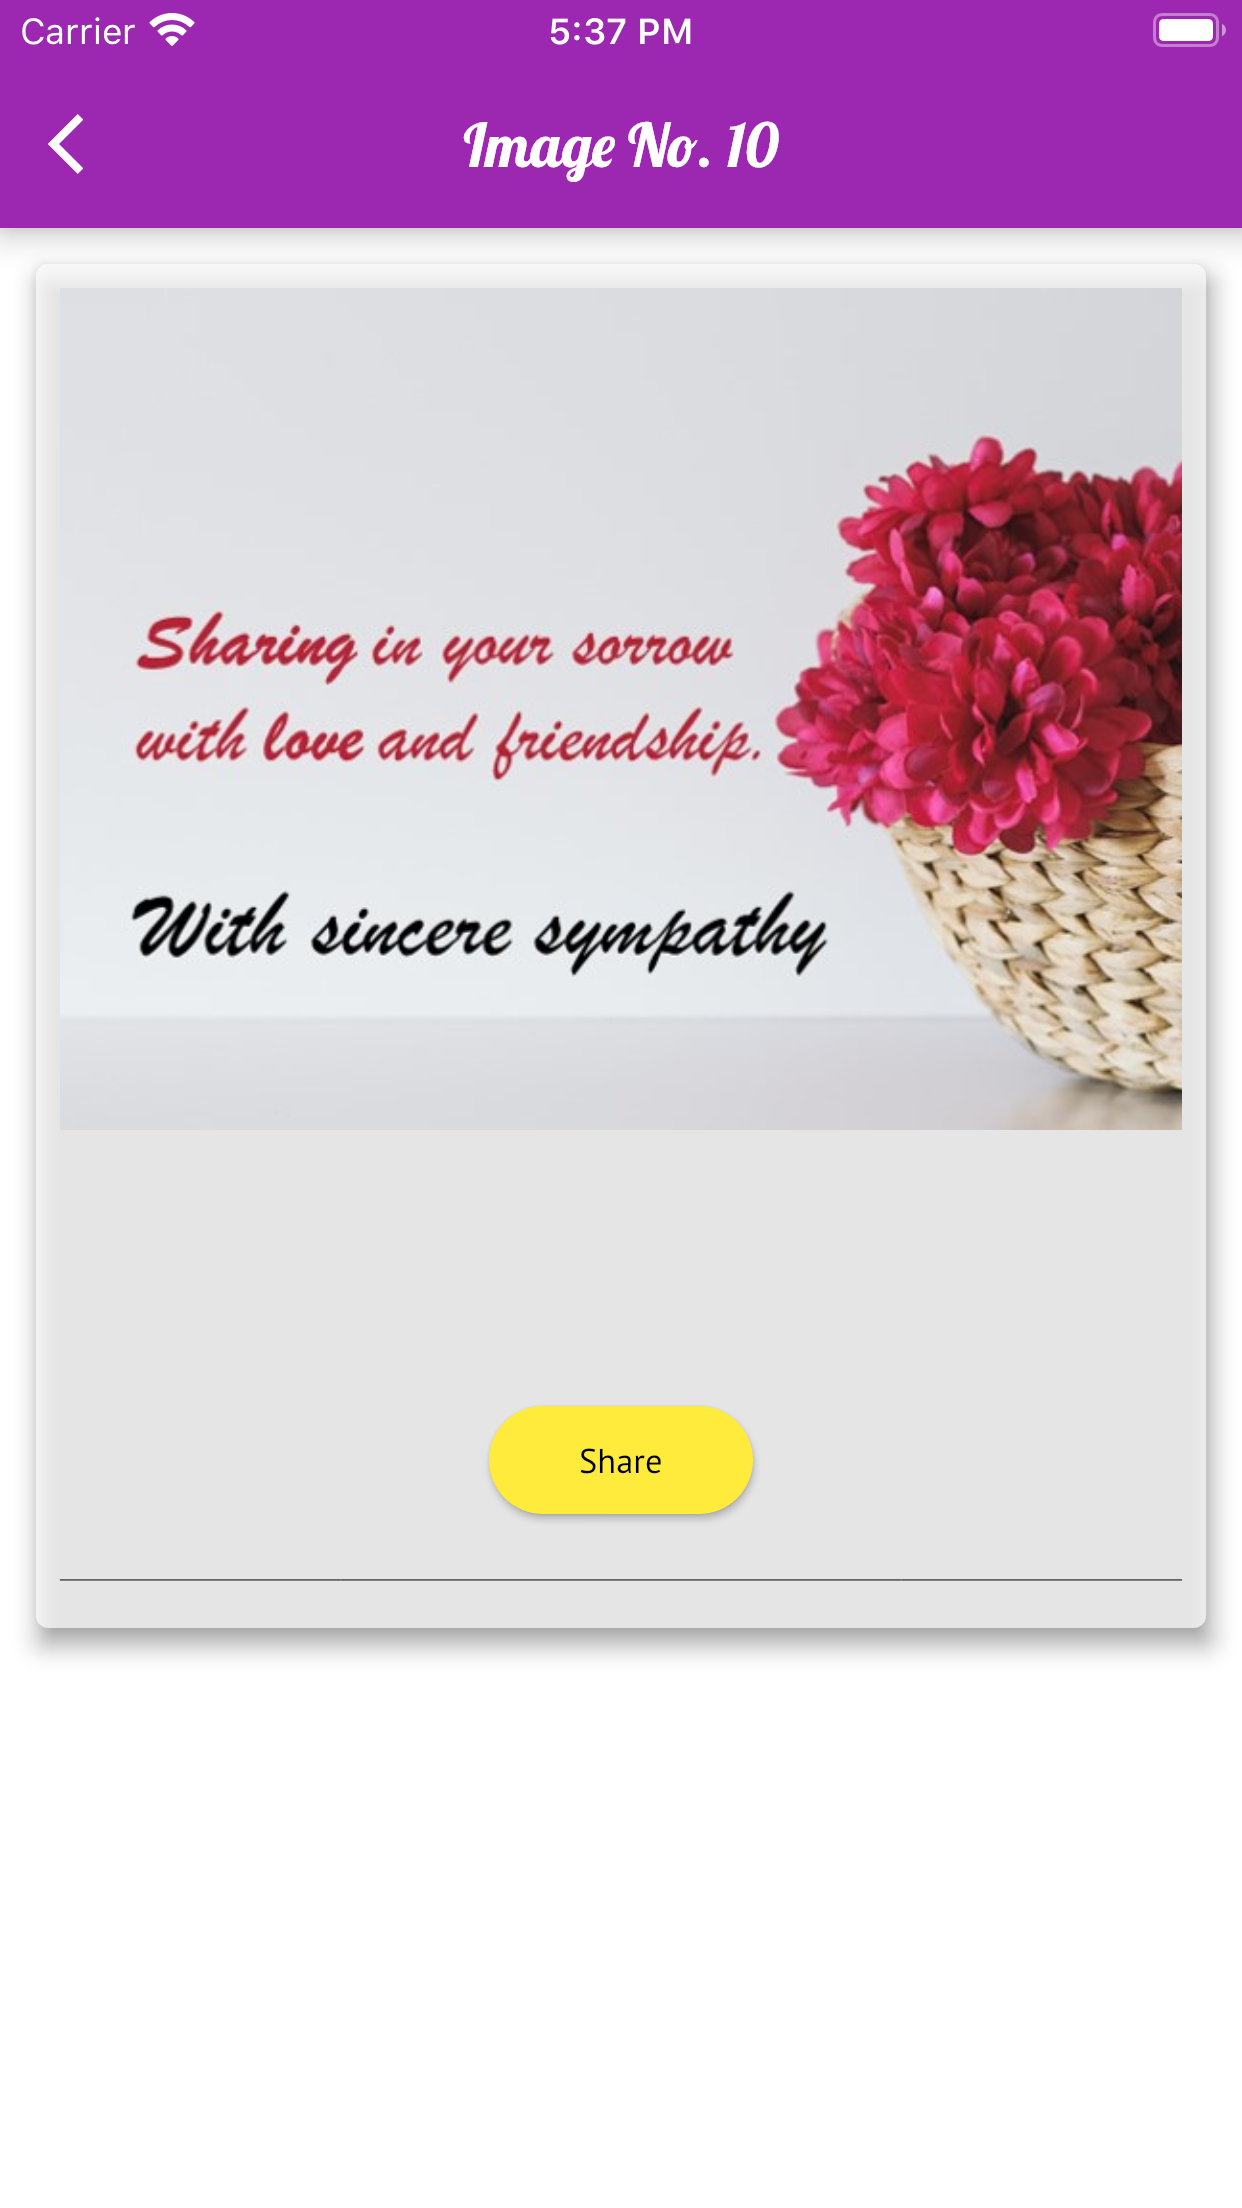 Carrier 5:37 PM
Image No. 10
Sharing in your sorrow
with love and friendship.
With sincere sympathy
Share